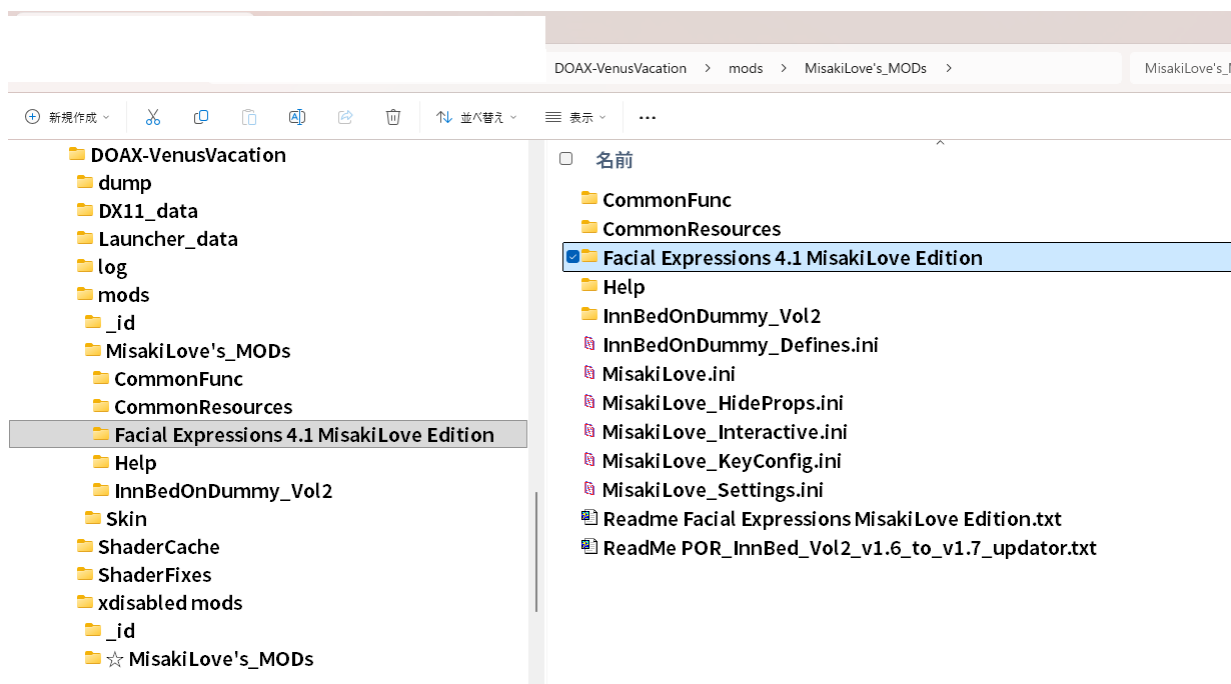 DOAX-VenusVacation > mods > MisakiLove's_MODs >
MisakiLove's_
新規作成
並べ替え
表示
DOAX-VenusVacation
dump
DX11_data
Launcher_data
log
mods
_id
MisakiLove's_MODs
CommonFunc
CommonResources
Facial Expressions 4.1 MisakiLove Edition
Help
InnBedOnDummy_Vol2
Skin
ShaderCache
ShaderFixes
xdisabled mods
_id
☆ MisakiLove's_MODs
名前
CommonFunc
CommonResources
Facial Expressions 4.1 MisakiLove Edition
Help
InnBedOnDummy_Vol2
InnBedOnDummy_Defines.ini
MisakiLove.ini
MisakiLove_HideProps.ini
MisakiLove_Interactive.ini
MisakiLove_KeyConfig.ini
MisakiLove_Settings.ini
Readme Facial Expressions MisakiLove Edition.txt
ReadMe POR_InnBed_Vol2_v1.6_to_v1.7_updator.txt